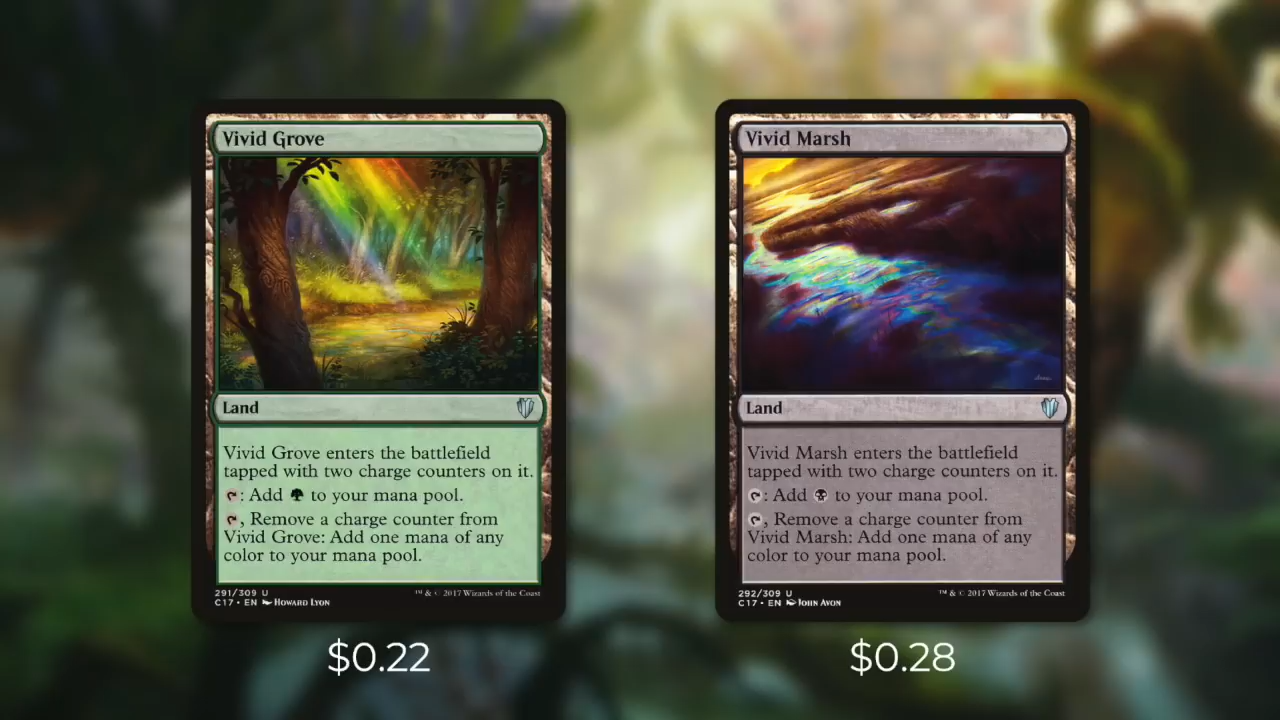 Vivid Grove
Land
Vivid Grove enters the battlefield
tapped with two charge counters on it.
: Add to your mana pool.
, Remove a charge counter from
Vivid Grove: Add one mana of any
color to your mana pool.
291/309 U
C17 • EN Howard Lyon
™ & © 2017 Wizards of the Coast
$0.22
Vivid Marsh
Land
Vivid Marsh enters the battlefield
tapped with two charge counters on it.
: Add to your mana pool.
, Remove a charge counter from
Vivid Marsh: Add one mana of any
color to your mana pool.
292/309 U
C17 • EN John Avon
™ & © 2017 Wizards of the Coast
$0.28